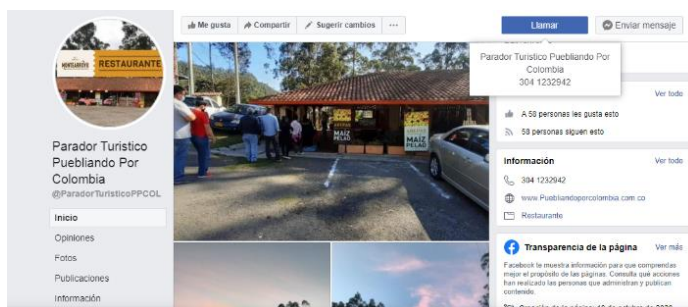 Me gusta
Compartir
Sugerir cambios
Llamar
Enviar mensaje
Parador Turistico Puebliando Por
Colombia
304 1232942
RESTAURANTE
Parador Turistico
Puebliando Por
Colombia
@ParadorTuristicoPPCOL
Inicio
Opiniones
Fotos
Publicaciones
Información
MAÍZ
PELAO
MAÍZ
PELAO
Ver todo
A 58 personas les gusta esto
58 personas siguen esto
Información
Ver todo
304 1232942
www.Puebliandoporcolombia.com.co
Restaurante
Transparencia de la página
Ver más
Facebook te muestra información para que comprendas
mejor el propósito de las páginas. Consulta qué acciones
han realizado las personas que administran y publican
contenido.